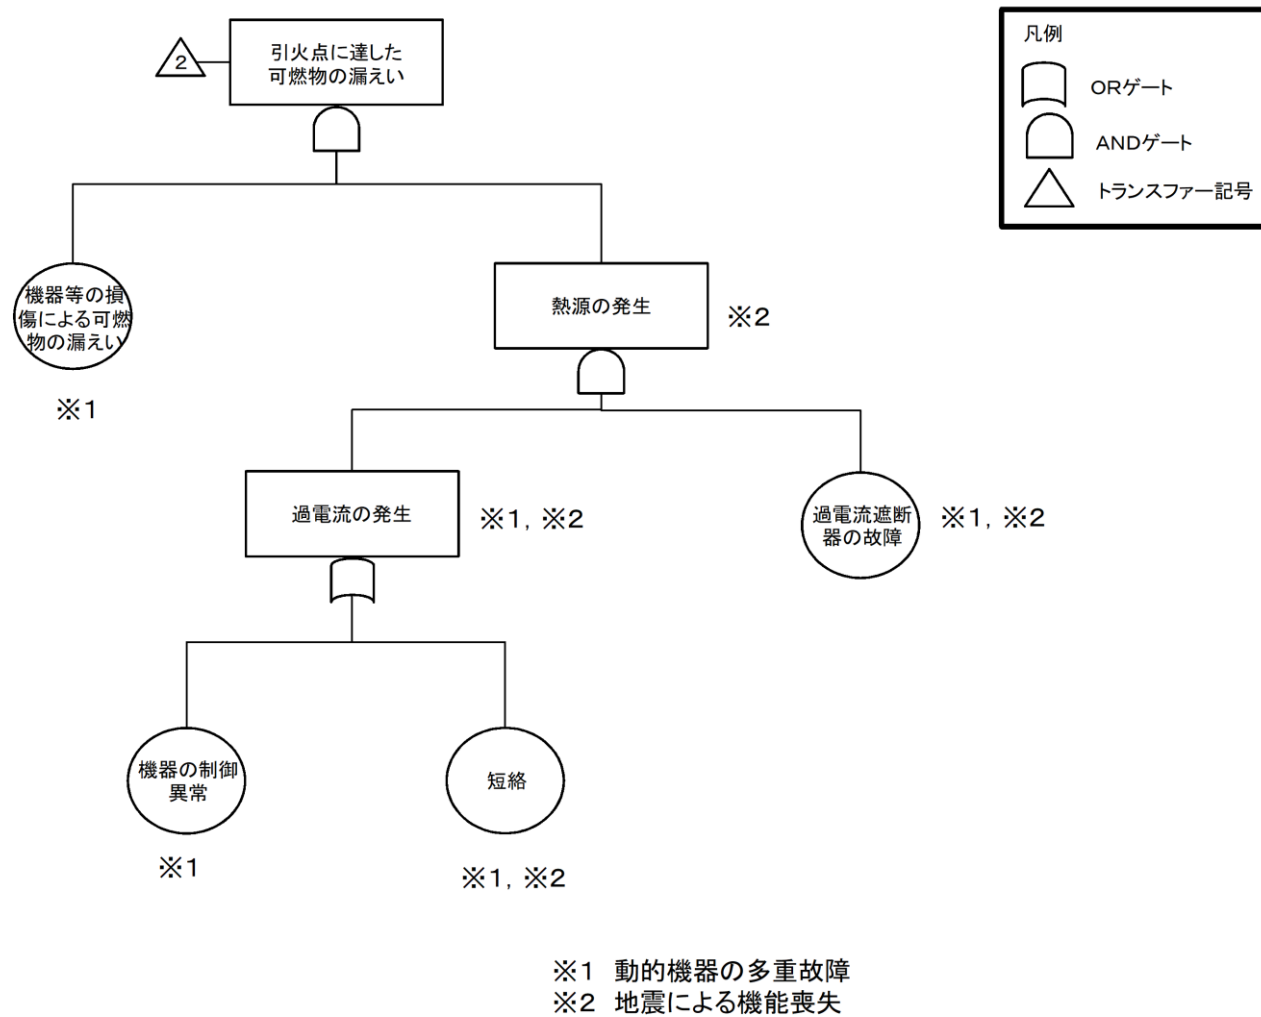 引火点に達した
可燃物の漏えい
2
凡例
ORゲート
ANDゲート
トランスファー記号
機器等の損
傷による可燃
物の漏えい
※1
熱源の発生
※2
過電流の発生
※1，※2
過電流遮断
器の故障
※1，※2
機器の制御
異常
※1
短絡
※1，※2
※1 動的機器の多重故障
※2 地震による機能喪失